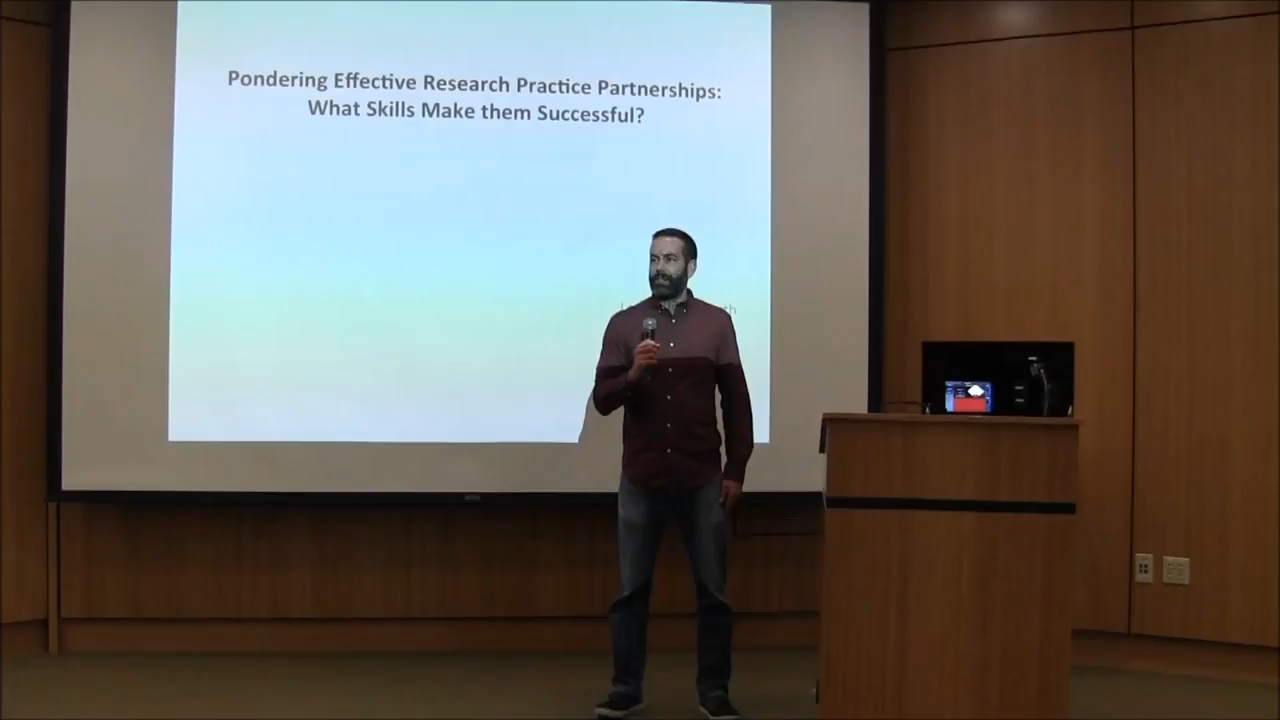 Pondering Effective Research Practice Partnerships:
What Skills Make them Successful?